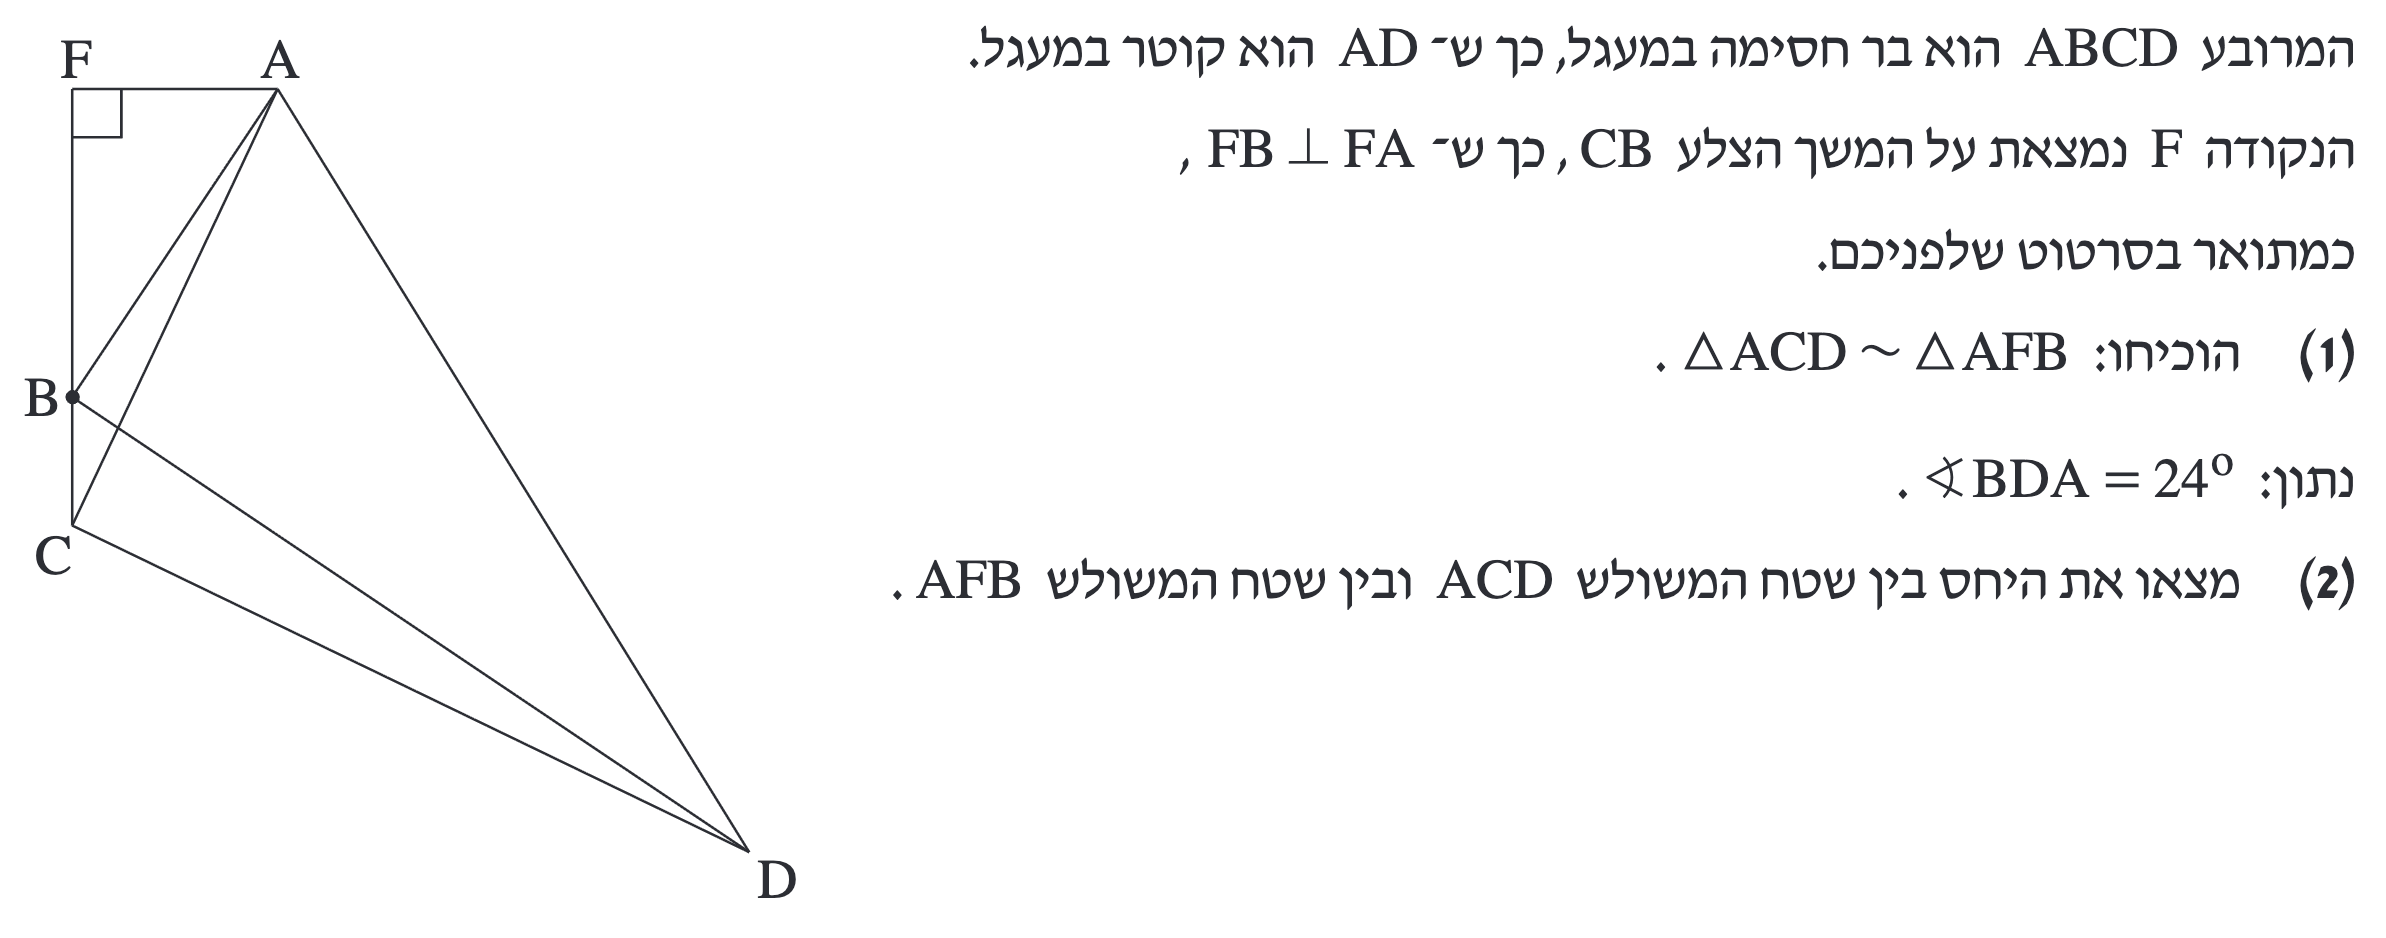 המרובע ABCD הוא בר חסימה במעגל, כך ש־ AD הוא קוטר במעגל.
הנקודה F נמצאת על המשך הצלע CB , כך ש־ FB ⊥ FA ,
כמתואר בסרטוט שלפניכם.
(1) הוכיחו: △ACD ~ △AFB .
נתון: ∢BDA = 24° .
(2) מצאו את היחס בין שטח המשולש ACD ובין שטח המשולש AFB .
F
A
B
C
D